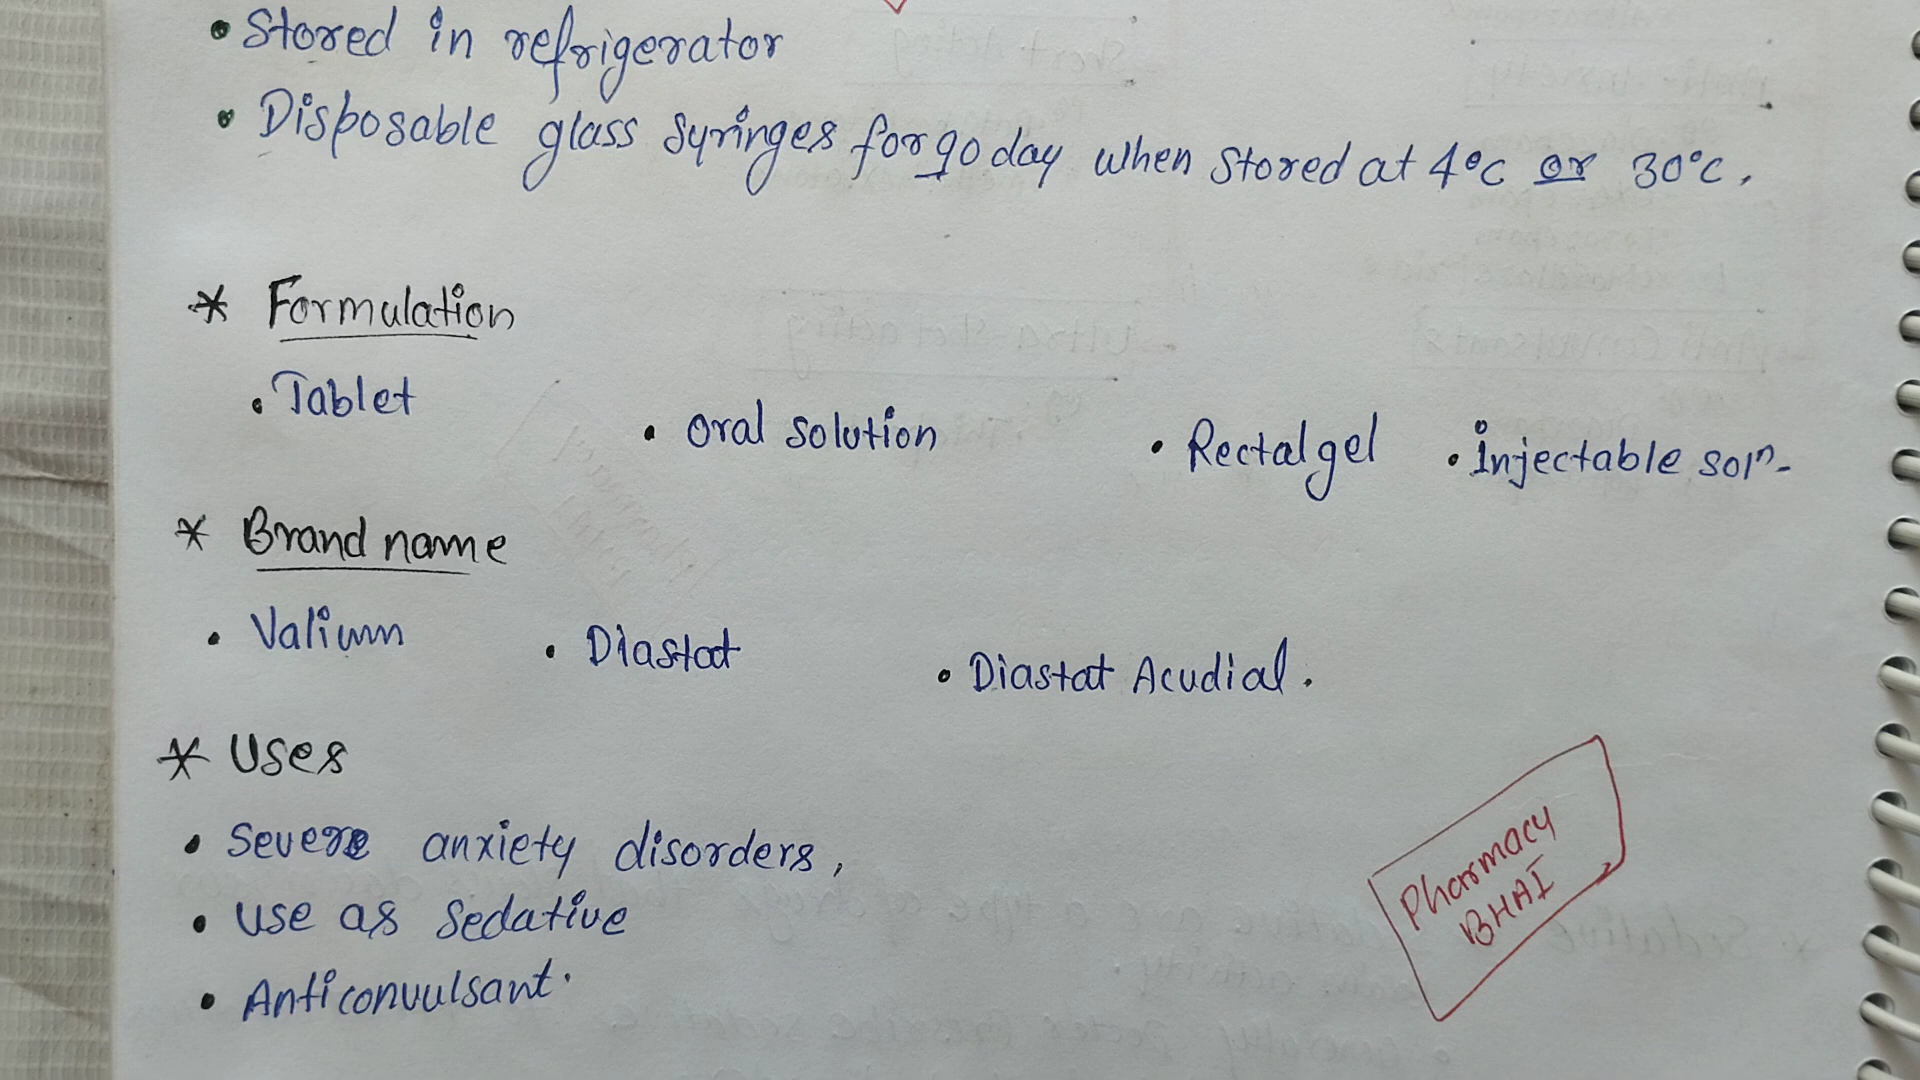 • Stored in refrigerator
• Disposable glass syringes for 90 day when stored at 4°c or 30°c.
* Formulation
• Tablet • oral solution • Rectal gel • injectable solⁿ-
* Brand name
• Valium • Diastat • Diastat Acudial.
* Uses
• Severe anxiety disorders,
• use as sedative
• Anticonvulsant.
Pharmacy
BHAI